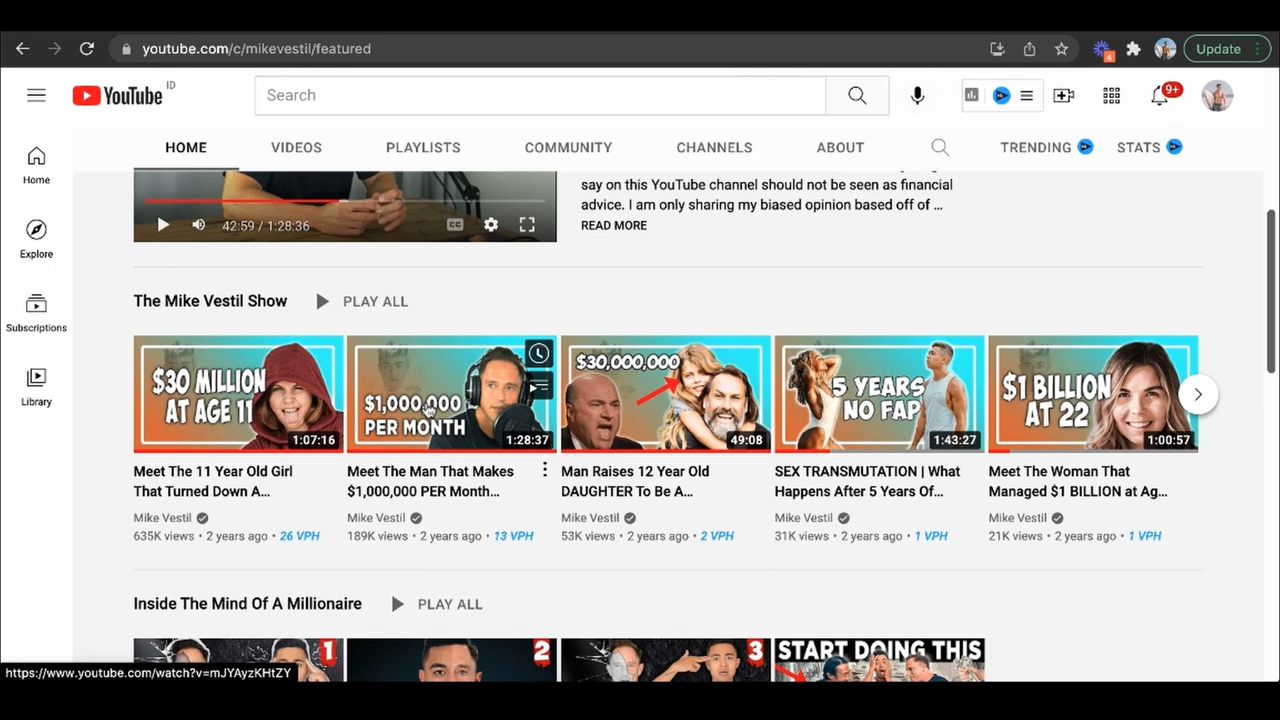 youtube.com/c/mikevestil/featured
4
Update
YouTube ID
Search
9+
HOME
VIDEOS
PLAYLISTS
COMMUNITY
CHANNELS
ABOUT
TRENDING
STATS
Home
Explore
Subscriptions
Library
42:59 / 1:28:36
CC
say on this YouTube channel should not be seen as financial
advice. I am only sharing my biased opinion based off of ...
READ MORE
The Mike Vestil Show
PLAY ALL
$30 MILLION
AT AGE 11
1:07:16
Meet The 11 Year Old Girl
That Turned Down A...
Mike Vestil
635K views • 2 years ago • 26 VPH
$1,000,000
PER MONTH
1:28:37
Meet The Man That Makes
$1,000,000 PER Month...
Mike Vestil
189K views • 2 years ago • 13 VPH
$30,000,000
49:08
Man Raises 12 Year Old
DAUGHTER To Be A...
Mike Vestil
53K views • 2 years ago • 2 VPH
5 YEARS
NO FAP
1:43:27
SEX TRANSMUTATION | What
Happens After 5 Years Of...
Mike Vestil
31K views • 2 years ago • 1 VPH
$1 BILLION
AT 22
1:00:57
Meet The Woman That
Managed $1 BILLION at Ag...
Mike Vestil
21K views • 2 years ago • 1 VPH
Inside The Mind Of A Millionaire
PLAY ALL
1
2
3
START DOING THIS
https://www.youtube.com/watch?v=mJYAyzKHtZY